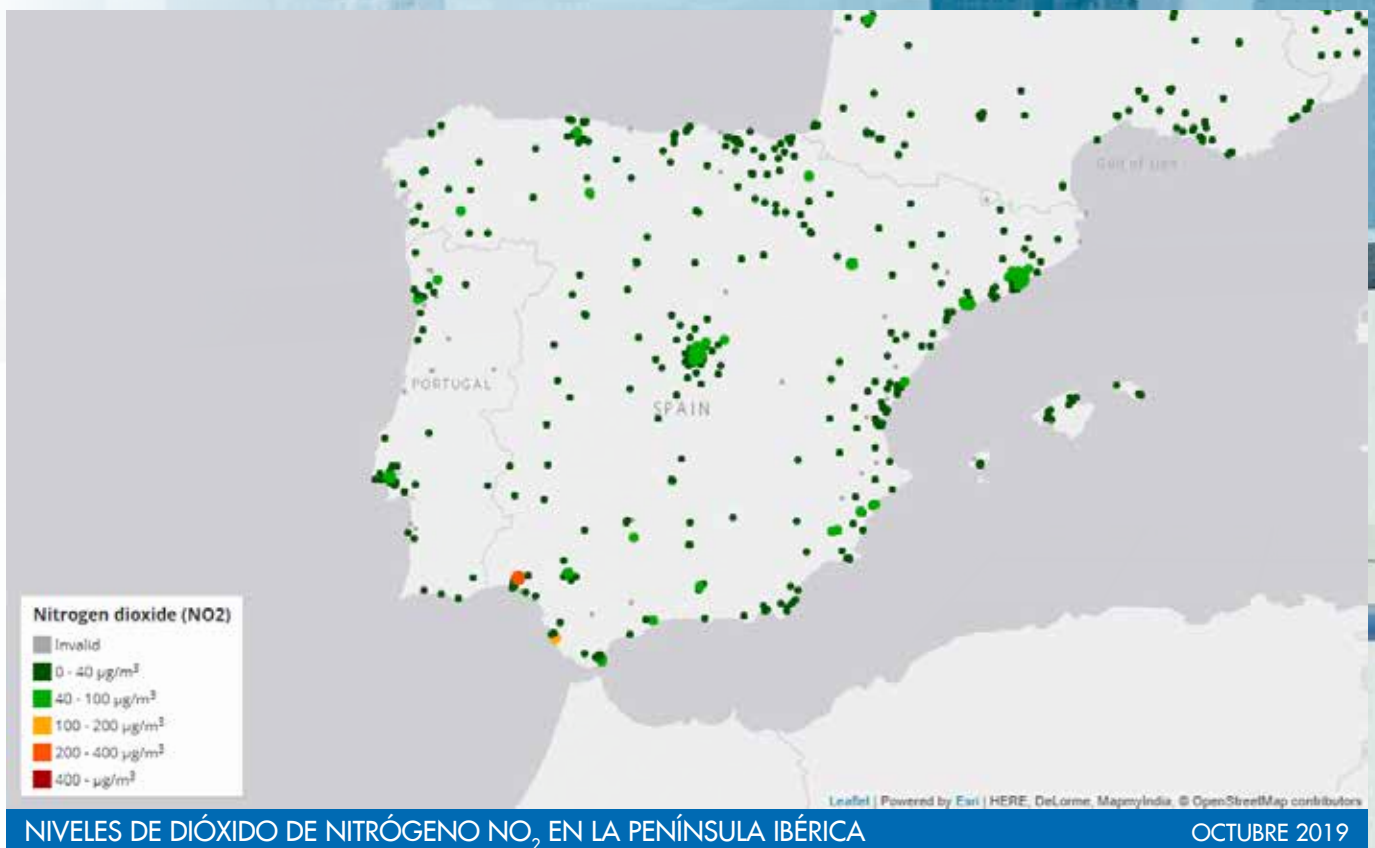 Gulf of Lion
PORTUGAL
SPAIN
Nitrogen dioxide (NO2)
Invalid
0 - 40 µg/m³
40 - 100 µg/m³
100 - 200 µg/m³
200 - 400 µg/m³
400 - µg/m³
Leaflet | Powered by Esri | HERE, DeLorme, MapmyIndia, © OpenStreetMap contributors
NIVELES DE DIÓXIDO DE NITRÓGENO NO₂ EN LA PENÍNSULA IBÉRICA
OCTUBRE 2019